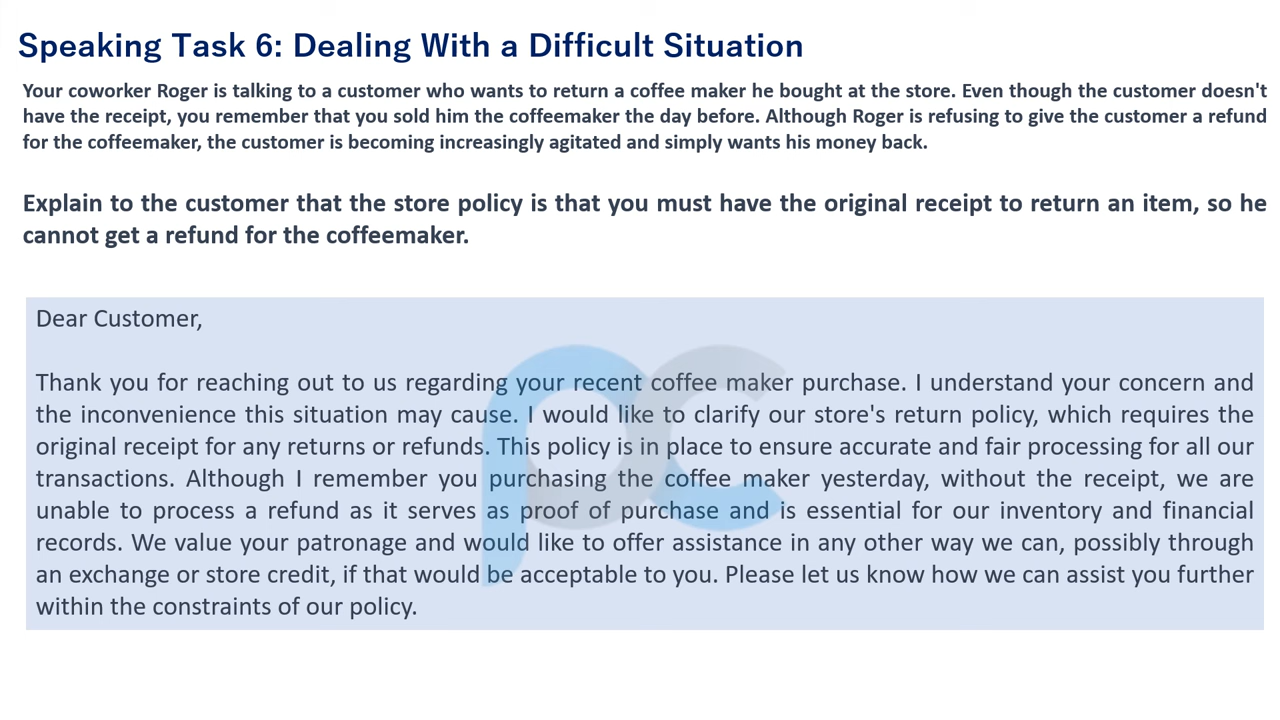 Speaking Task 6: Dealing With a Difficult Situation
Your coworker Roger is talking to a customer who wants to return a coffee maker he bought at the store. Even though the customer doesn't
have the receipt, you remember that you sold him the coffeemaker the day before. Although Roger is refusing to give the customer a refund
for the coffeemaker, the customer is becoming increasingly agitated and simply wants his money back.
Explain to the customer that the store policy is that you must have the original receipt to return an item, so he
cannot get a refund for the coffeemaker.
Dear Customer,
Thank you for reaching out to us regarding your recent coffee maker purchase. I understand your concern and
the inconvenience this situation may cause. I would like to clarify our store's return policy, which requires the
original receipt for any returns or refunds. This policy is in place to ensure accurate and fair processing for all our
transactions. Although I remember you purchasing the coffee maker yesterday, without the receipt, we are
unable to process a refund as it serves as proof of purchase and is essential for our inventory and financial
records. We value your patronage and would like to offer assistance in any other way we can, possibly through
an exchange or store credit, if that would be acceptable to you. Please let us know how we can assist you further
within the constraints of our policy.
pc